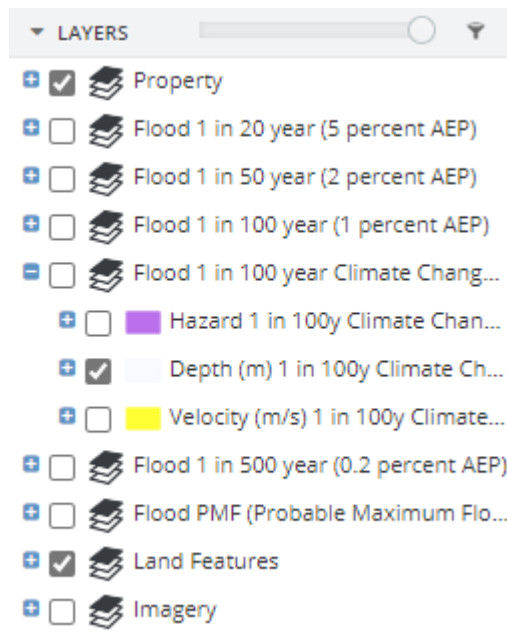 LAYERS
Property
Flood 1 in 20 year (5 percent AEP)
Flood 1 in 50 year (2 percent AEP)
Flood 1 in 100 year (1 percent AEP)
Flood 1 in 100 year Climate Chang...
Hazard 1 in 100y Climate Chan...
Depth (m) 1 in 100y Climate Ch...
Velocity (m/s) 1 in 100y Climate...
Flood 1 in 500 year (0.2 percent AEP)
Flood PMF (Probable Maximum Flo...
Land Features
Imagery